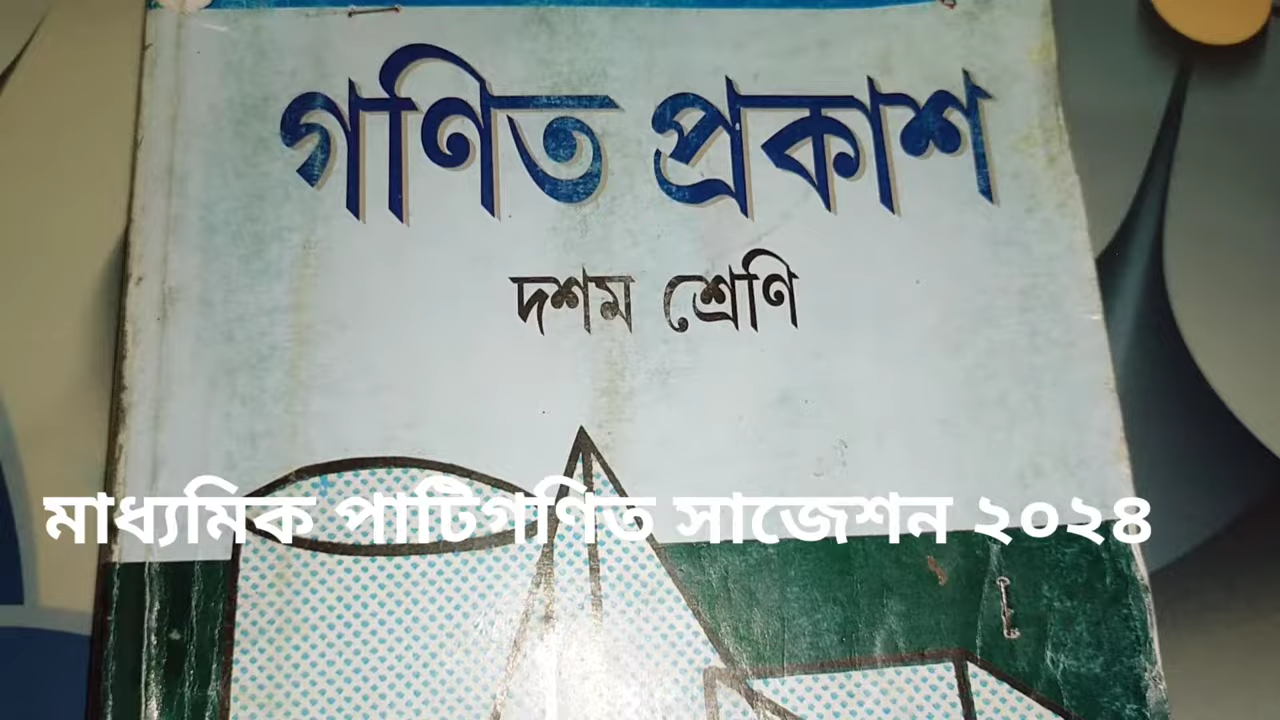 গণিত প্রকাশ
দশম শ্রেণি
মাধ্যমিক পাটিগণিত সাজেশন ২০২৪